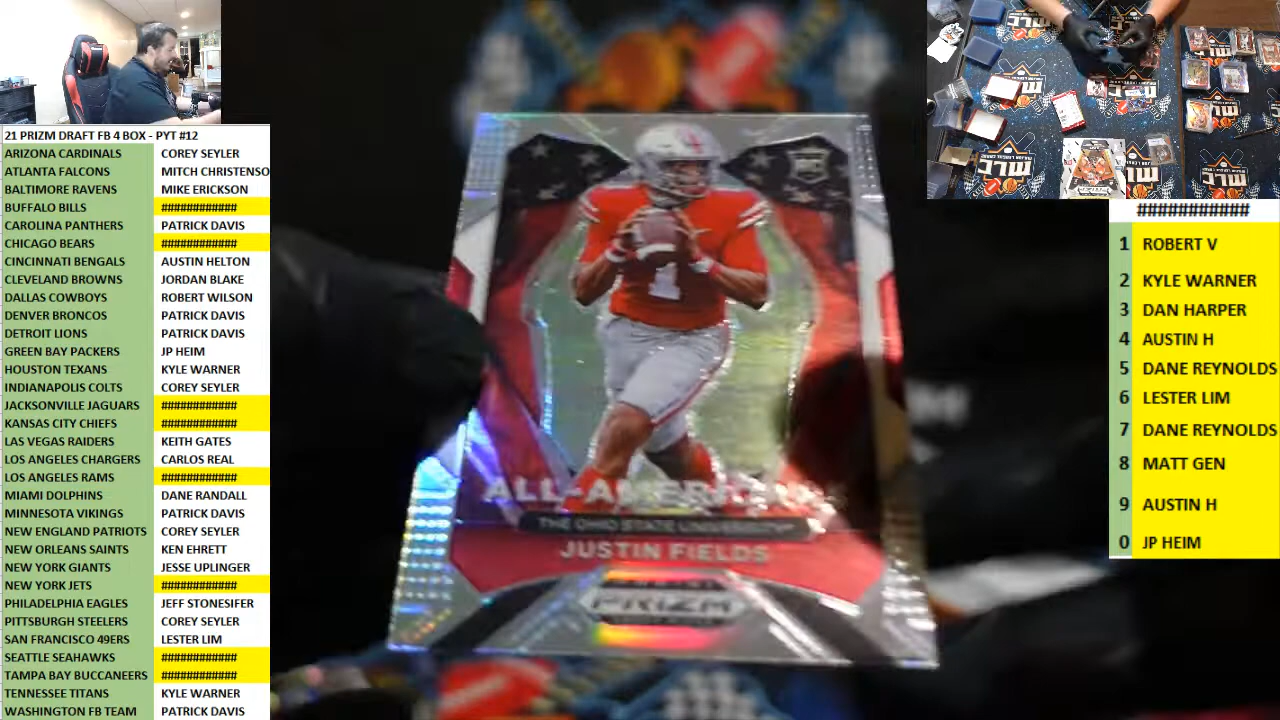 21 PRIZM DRAFT FB 4 BOX - PYT #12
ARIZONA CARDINALS COREY SEYLER
ATLANTA FALCONS MITCH CHRISTENSO
BALTIMORE RAVENS MIKE ERICKSON
BUFFALO BILLS ############
CAROLINA PANTHERS PATRICK DAVIS
CHICAGO BEARS ############
CINCINNATI BENGALS AUSTIN HELTON
CLEVELAND BROWNS JORDAN BLAKE
DALLAS COWBOYS ROBERT WILSON
DENVER BRONCOS PATRICK DAVIS
DETROIT LIONS PATRICK DAVIS
GREEN BAY PACKERS JP HEIM
HOUSTON TEXANS KYLE WARNER
INDIANAPOLIS COLTS COREY SEYLER
JACKSONVILLE JAGUARS ############
KANSAS CITY CHIEFS ############
LAS VEGAS RAIDERS KEITH GATES
LOS ANGELES CHARGERS CARLOS REAL
LOS ANGELES RAMS ############
MIAMI DOLPHINS DANE RANDALL
MINNESOTA VIKINGS PATRICK DAVIS
NEW ENGLAND PATRIOTS COREY SEYLER
NEW ORLEANS SAINTS KEN EHRETT
NEW YORK GIANTS JESSE UPLINGER
NEW YORK JETS ############
PHILADELPHIA EAGLES JEFF STONESIFER
PITTSBURGH STEELERS COREY SEYLER
SAN FRANCISCO 49ERS LESTER LIM
SEATTLE SEAHAWKS ############
TAMPA BAY BUCCANEERS ############
TENNESSEE TITANS KYLE WARNER
WASHINGTON FB TEAM PATRICK DAVIS
RC
1
ALL-AMERICANS
THE OHIO STATE UNIVERSITY
JUSTIN FIELDS
PRIZM
MLC
###########
1 ROBERT V
2 KYLE WARNER
3 DAN HARPER
4 AUSTIN H
5 DANE REYNOLDS
6 LESTER LIM
7 DANE REYNOLDS
8 MATT GEN
9 AUSTIN H
0 JP HEIM